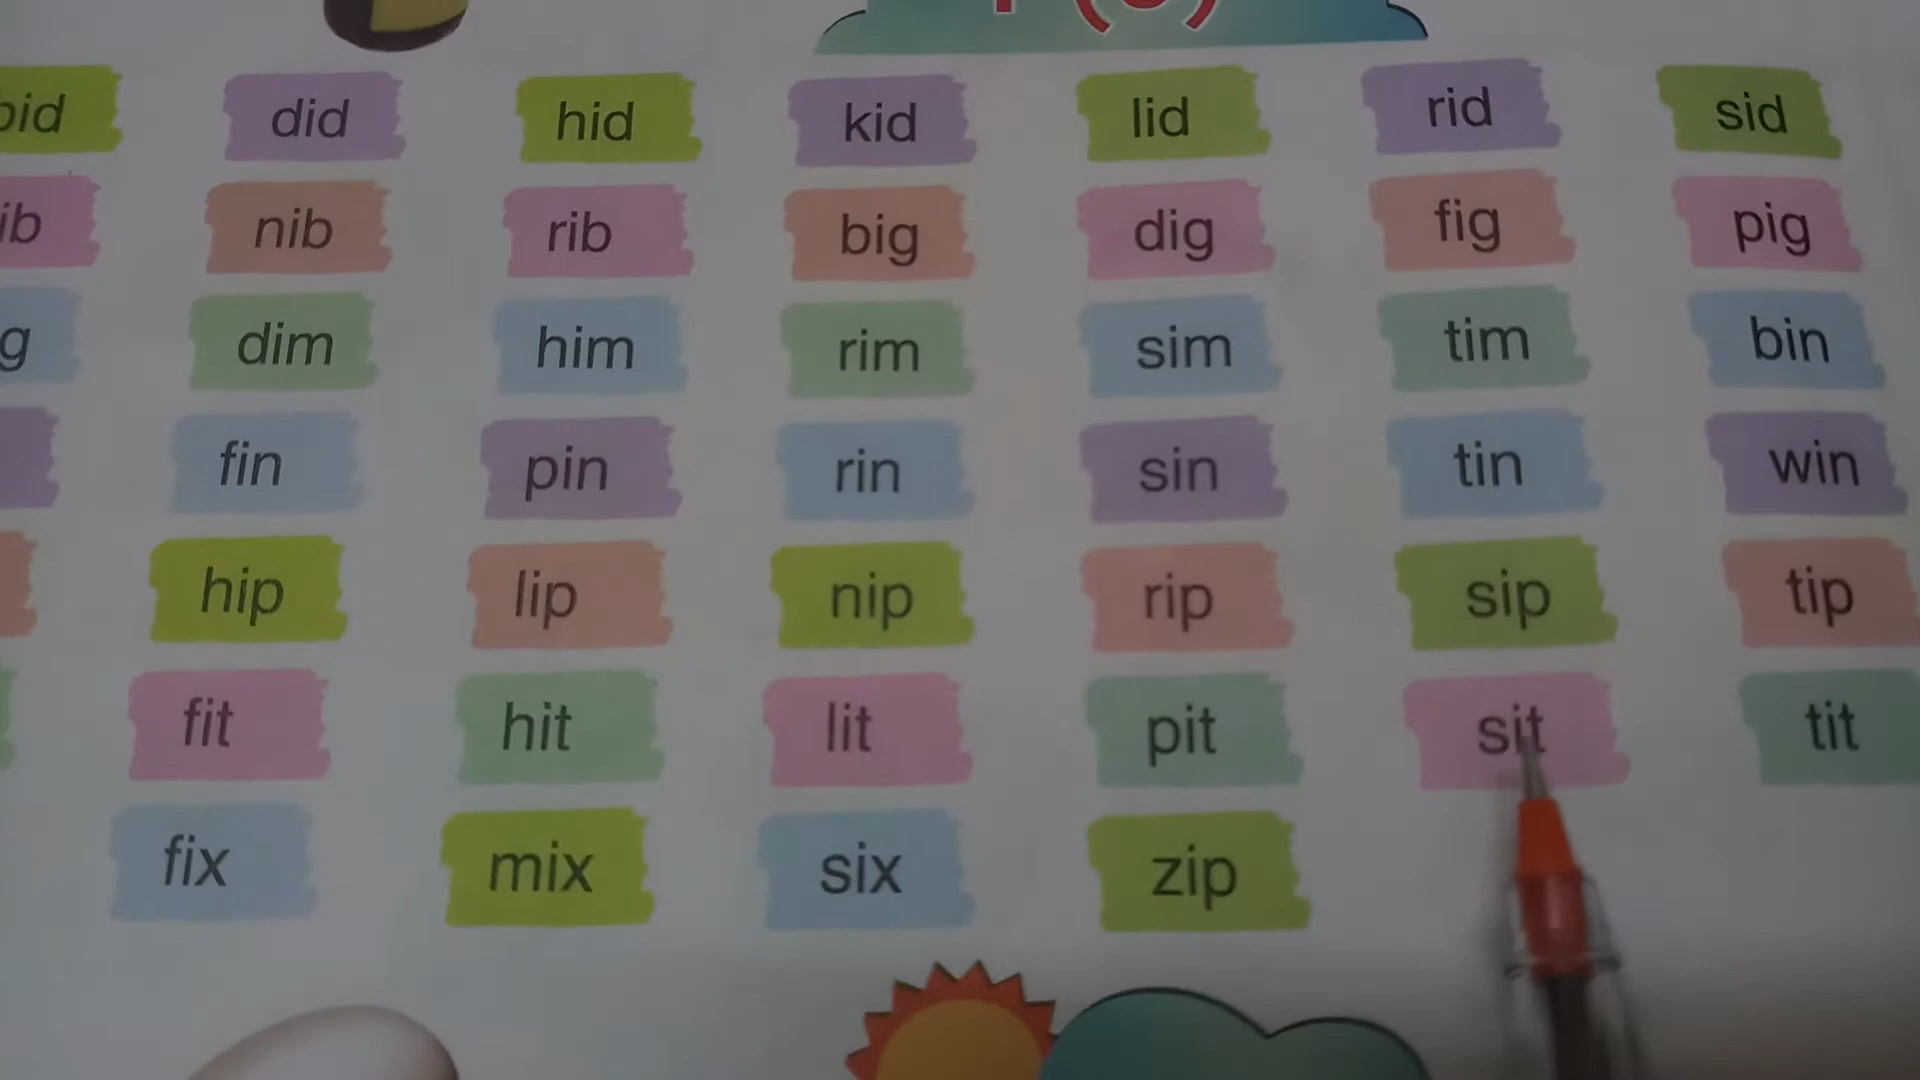 did hid kid lid rid sid
nib rib big dig fig pig
dim him rim sim tim bin
fin pin rin sin tin win
hip lip nip rip sip tip
fit hit lit pit sit tit
fix mix six zip